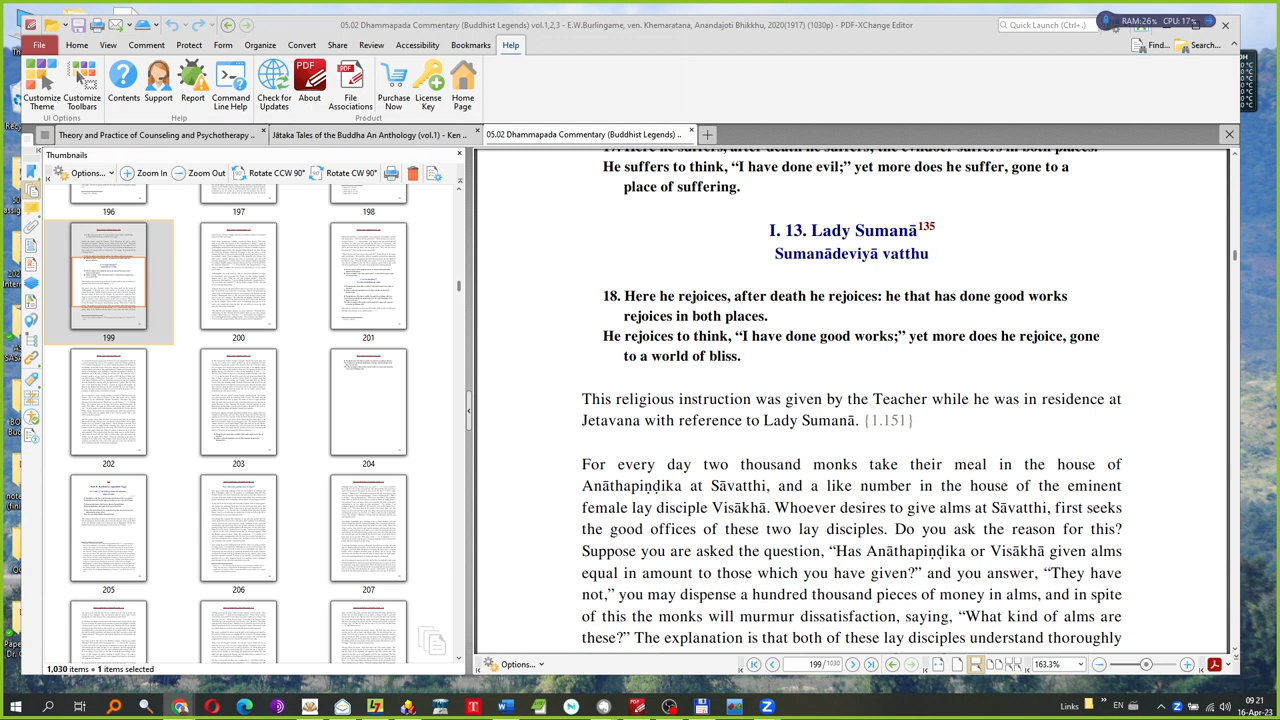 05.02 Dhammapada Commentary (Buddhist Legends) vol.1,2,3 - E.W.Burlingame, ven. Khemaratana, Anandajoti Bhikkhu, 2020(1917) (1030p) - PDF-XChange Editor
Quick Launch (Ctrl+.)
RAM:26% CPU:17%
File Home View Comment Protect Form Organize Convert Share Review Accessibility Bookmarks Help
Find... Search...
Customize Theme
Customize Toolbars
Contents
Support
Report
Command Line Help
Check for Updates
About
File Associations
Purchase Now
License Key
Home Page
UI Options Help Product
Theory and Practice of Counseling and Psychotherapy ..
Jātaka Tales of the Buddha An Anthology (vol.1) - Ken ..
05.02 Dhammapada Commentary (Buddhist Legends) ..
Thumbnails
Options... Zoom In Zoom Out Rotate CCW 90° Rotate CW 90°
196 197 198
199 200 201
202 203 204
205 206 207
1,030 items • 1 items selected
He suffers to think, “I have done evil;” yet more does he suffer, gone to a
place of suffering.
I. 13. Lady Sumanā135
Sumanādeviyā vatthu
18. Here he rejoices, after death he rejoices: he that has done good works
rejoices in both places.
He rejoices to think, “I have done good works;” yet more does he rejoice, gone
to a world of bliss.
This religious instruction was given by the Teacher while he was in residence at
Jetavana with reference to Lady Sumanā. {1.151}
For every day two thousand monks take their meal in the house of
Anāthapiṇḍika at Sāvatthi, and a like number in the house of the eminent
female lay disciple Visākhā. Whoever desires to give alms at Sāvatthi, first seeks
the good offices of these two lay disciples. Do you ask the reason for this?
Suppose you are asked the question, “Has Anāthapiṇḍika or Visākhā given alms
equal in amount to those which you have given?” and you answer, “They have
not,” you may dispense a hundred thousand pieces of money in alms, and in spite
of this the monks will murmur dissatisfaction, saying, “What kind of alms are
these?” The explanation is that both of these lay disciples understand thoroughly
Options... 199 /1030 163.3%
Links EN
09:21
16-Apr-23